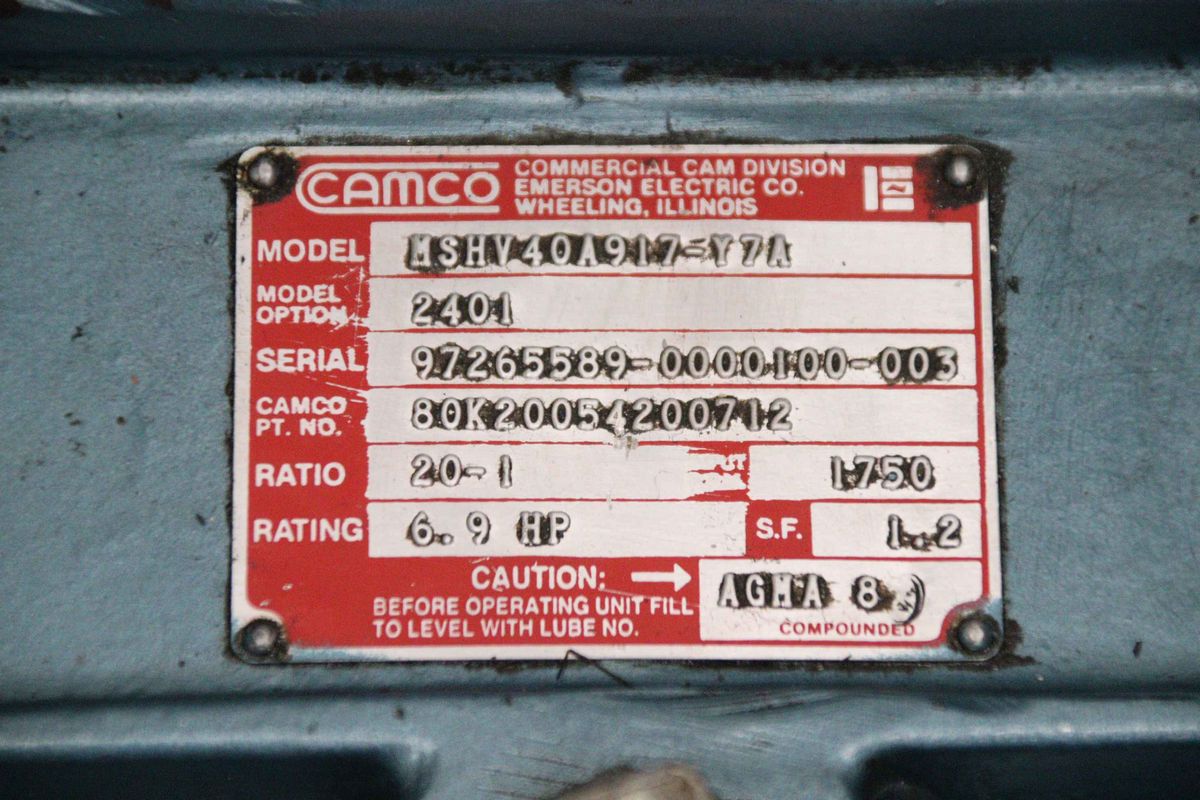 CAMCO
COMMERCIAL CAM DIVISION
EMERSON ELECTRIC CO.
WHEELING, ILLINOIS
MODEL MSHV40A917-Y7A
MODEL OPTION 2401
SERIAL 97265589-0000100-003
CAMCO PT. NO. 80K20054200712
RATIO 20-1 1750
RATING 6.9 HP S.F. 1.2
CAUTION: →
BEFORE OPERATING UNIT FILL
TO LEVEL WITH LUBE NO.
AGMA 8
COMPOUNDED